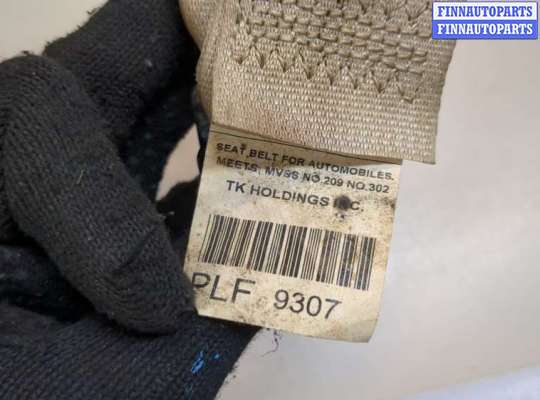 FINNAUTOPARTS
FINNAUTOPARTS
SEAT BELT FOR AUTOMOBILES.
MEETS: MVSS NO.209 NO.302
TK HOLDINGS INC.
PLF 9307